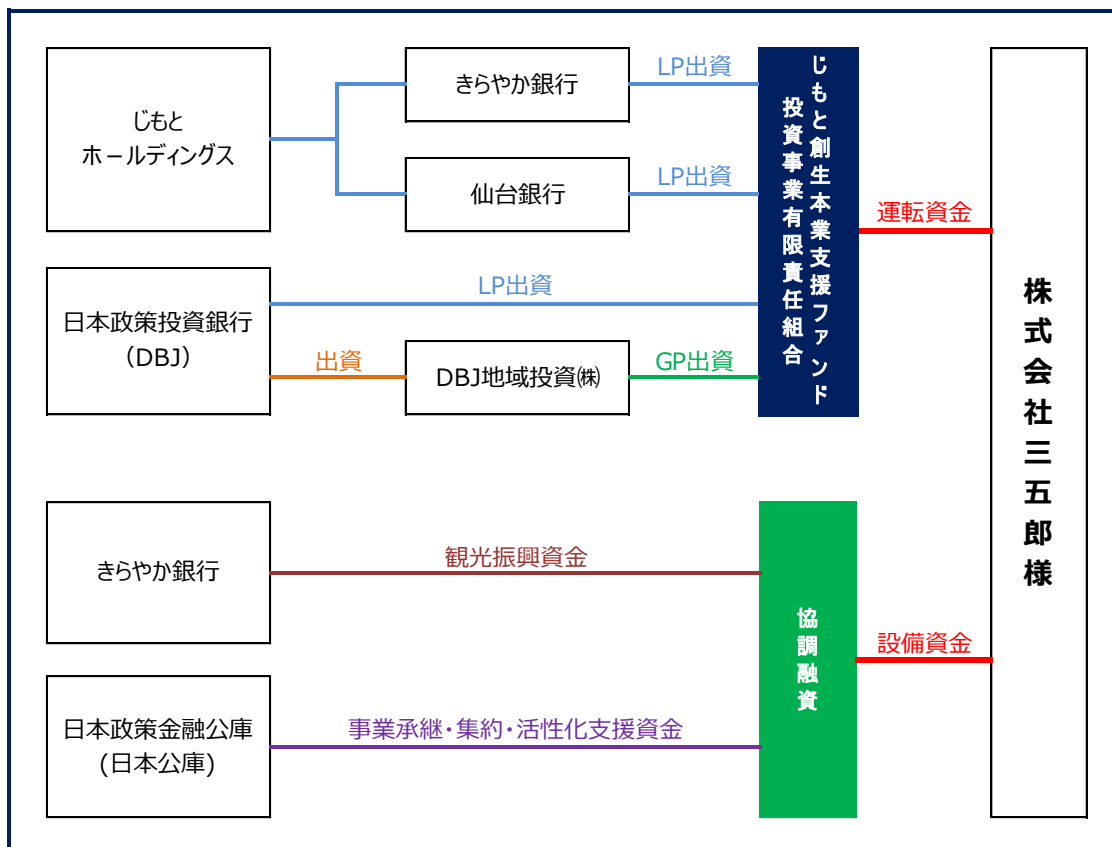 じもと
ホールディングス
きらやか銀行
LP出資
仙台銀行
LP出資
日本政策投資銀行
（DBJ）
LP出資
出資
DBJ地域投資㈱
GP出資
じもと創生本業支援ファンド
投資事業有限責任組合
運転資金
株式会社三五郎様
きらやか銀行
観光振興資金
日本政策金融公庫
(日本公庫)
事業承継・集約・活性化支援資金
協調融資
設備資金